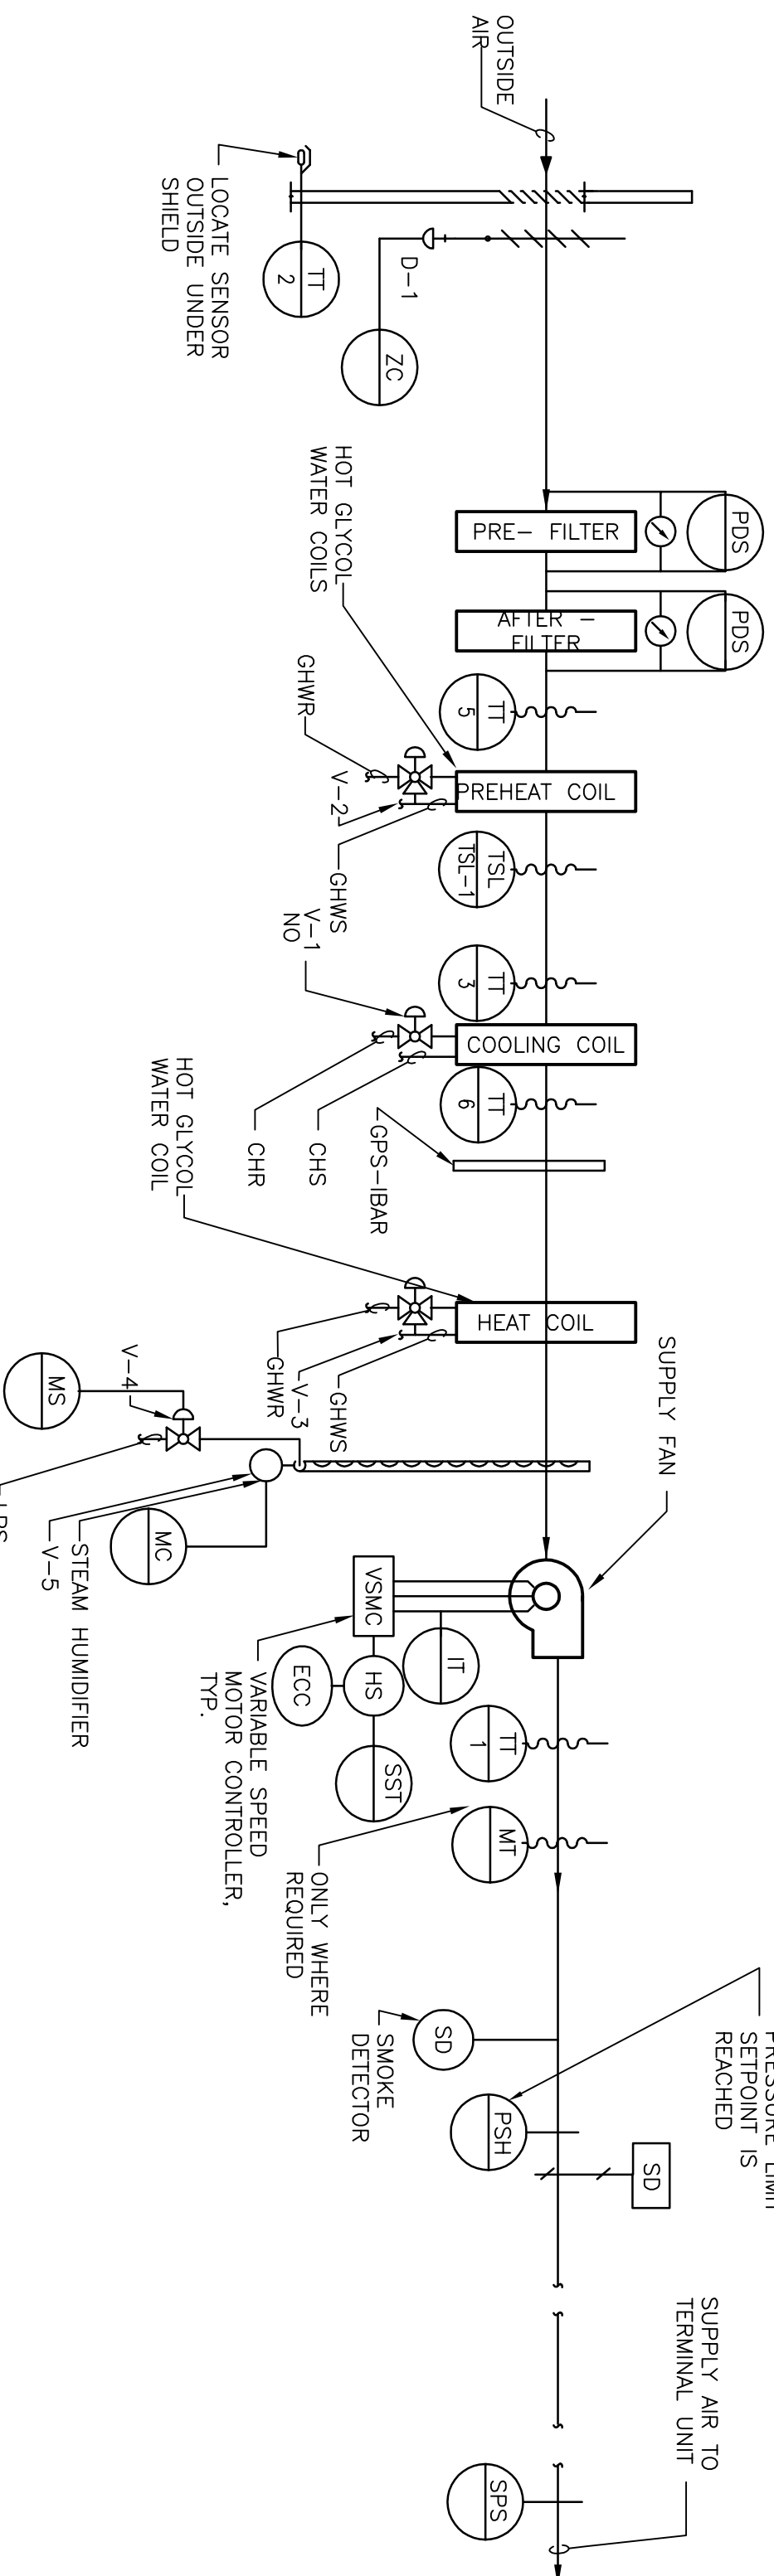 OUTSIDE
AIR
LOCATE SENSOR
OUTSIDE UNDER
SHIELD
TT
2
D-1
ZC
PDS
PRE- FILTER
PDS
AFTER -
FILTER
HOT GLYCOL
WATER COILS
TT
5
GHWR
V-2
PREHEAT COIL
GHWS
TSL
TSL-1
V-1
NO
TT
3
COOLING COIL
CHR
CHS
TT
6
GPS-IBAR
HOT GLYCOL
WATER COIL
HEAT COIL
GHWR
V-3
GHWS
MS
V-4
LPS
V-5
STEAM HUMIDIFIER
MC
SUPPLY FAN
VSMC
IT
HS
ECC
SST
VARIABLE SPEED
MOTOR CONTROLLER,
TYP.
TT
1
MT
ONLY WHERE
REQUIRED
SD
SMOKE
DETECTOR
PRESSURE LIMIT
SETPOINT IS
REACHED
PSH
SD
SUPPLY AIR TO
TERMINAL UNIT
SPS